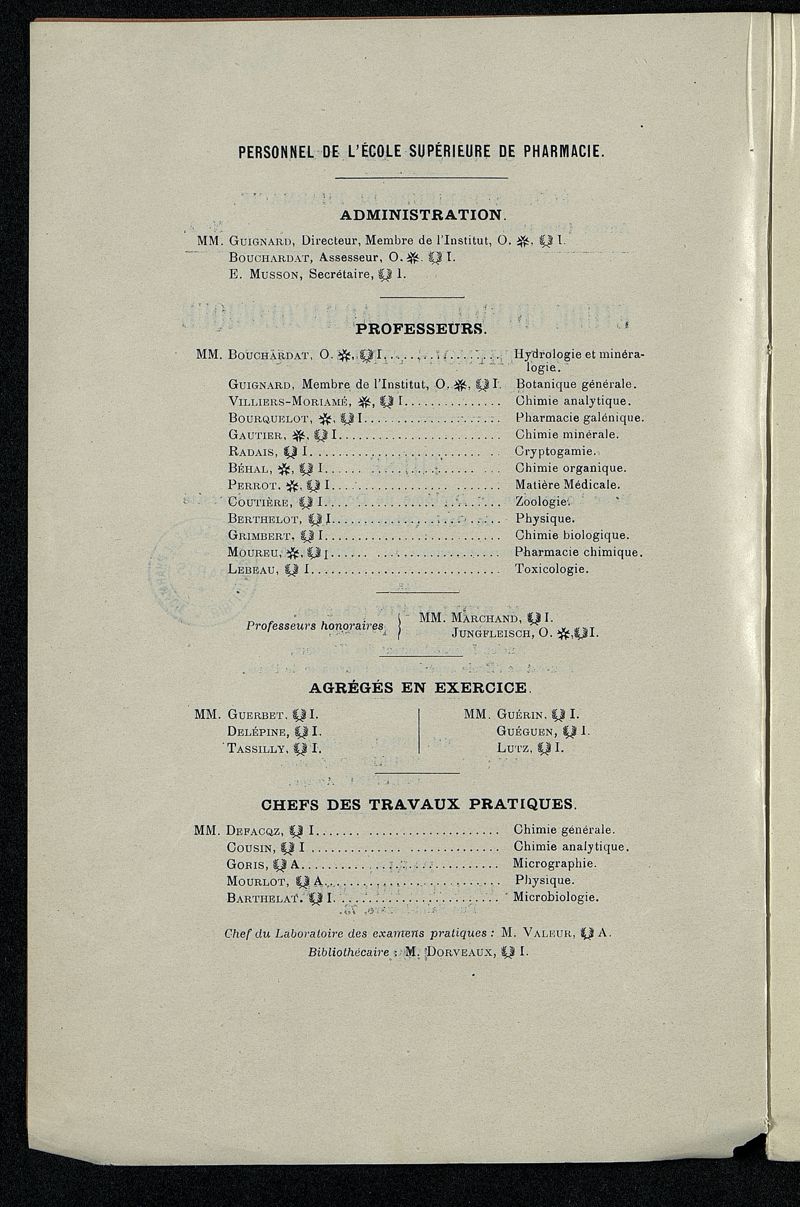 PERSONNEL DE L'ÉCOLE SUPÉRIEURE DE PHARMACIE.
ADMINISTRATION.
MM. GUIGNARD, Directeur, Membre de l'Institut, O. ✻, I.
BOUCHARDAT, Assesseur, O. ✻. I.
E. MUSSON, Secrétaire, I.
PROFESSEURS.
MM. BOUCHARDAT, O. ✻, I. Hydrologie et minéra-
logie.
GUIGNARD, Membre de l'Institut, O. ✻, I. Botanique générale.
VILLIERS-MORIAMÉ, ✻, I. Chimie analytique.
BOURQUELOT, ✻, I. Pharmacie galénique.
GAUTIER, ✻, I. Chimie minérale.
RADAIS, I. Cryptogamie.
BÉHAL, ✻, I. Chimie organique.
PERROT, ✻, I. Matière Médicale.
COUTIÈRE, I. Zoologie.
BERTHELOT, I. Physique.
GRIMBERT, I. Chimie biologique.
MOUREU, ✻, I. Pharmacie chimique.
LEBEAU, I. Toxicologie.
Professeurs honoraires } MM. MARCHAND, I.
JUNGFLEISCH, O. ✻, I.
AGRÉGÉS EN EXERCICE.
MM. GUERBET, I. MM. GUÉRIN, I.
DELÉPINE, I. GUÉGUEN, I.
TASSILLY, I. LUTZ, I.
CHEFS DES TRAVAUX PRATIQUES.
MM. DEFACQZ, I. Chimie générale.
COUSIN, I. Chimie analytique.
GORIS, A. Micrographie.
MOURLOT, A. Physique.
BARTHELAT. I. Microbiologie.
Chef du Laboratoire des examens pratiques : M. VALEUR, A.
Bibliothécaire : M. DORVEAUX, I.